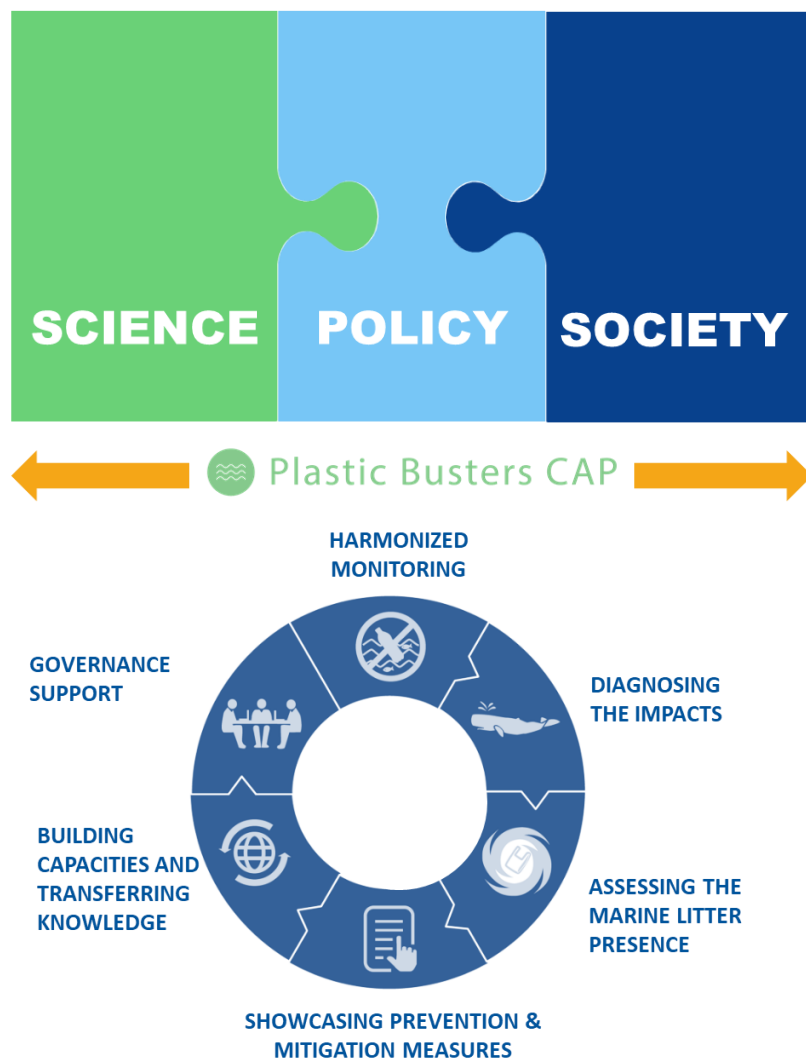 SCIENCE
POLICY
SOCIETY
Plastic Busters CAP
HARMONIZED
MONITORING
GOVERNANCE
SUPPORT
DIAGNOSING
THE IMPACTS
BUILDING
CAPACITIES AND
TRANSFERRING
KNOWLEDGE
ASSESSING THE
MARINE LITTER
PRESENCE
SHOWCASING PREVENTION &
MITIGATION MEASURES